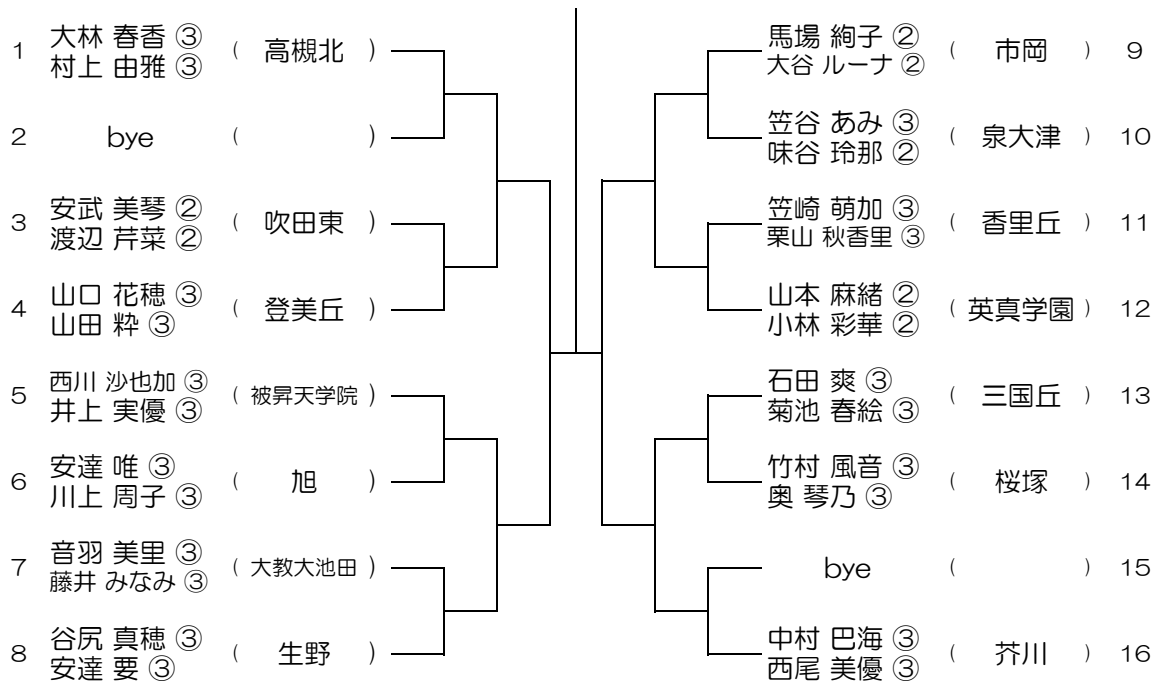 1 大林 春香 ③ ( 高槻北 )
村上 由雅 ③
2 bye ( )
3 安武 美琴 ② ( 吹田東 )
渡辺 芹菜 ②
4 山口 花穂 ③ ( 登美丘 )
山田 粋 ③
5 西川 沙也加 ③ ( 被昇天学院 )
井上 実優 ③
6 安達 唯 ③ ( 旭 )
川上 周子 ③
7 音羽 美里 ③ ( 大教大池田 )
藤井 みなみ ③
8 谷尻 真穂 ③ ( 生野 )
安達 要 ③
馬場 絢子 ② ( 市岡 ) 9
大谷 ルーナ ②
笠谷 あみ ③ ( 泉大津 ) 10
味谷 玲那 ②
笠崎 萌加 ③ ( 香里丘 ) 11
栗山 秋香里 ③
山本 麻緒 ② ( 英真学園 ) 12
小林 彩華 ②
石田 爽 ③ ( 三国丘 ) 13
菊池 春絵 ③
竹村 風音 ③ ( 桜塚 ) 14
奥 琴乃 ③
bye ( ) 15
中村 巴海 ③ ( 芥川 ) 16
西尾 美優 ③